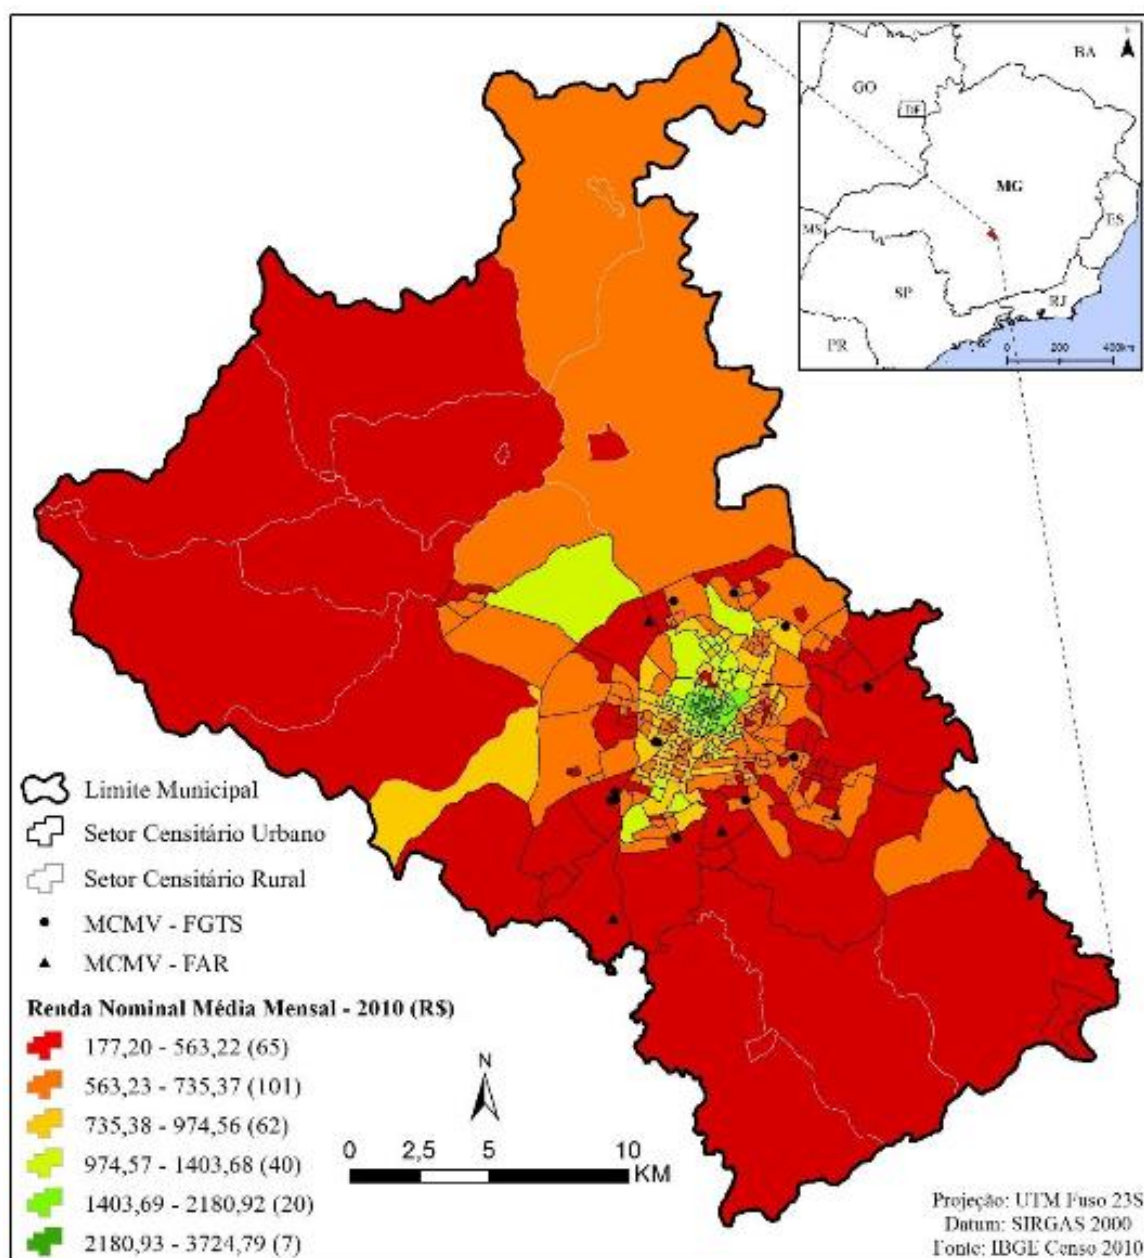 BA
GO
DF
MG
ES
MS
SP
RJ
PR
0 200 400km
Limite Municipal
Setor Censitário Urbano
Setor Censitário Rural
MCMV - FGTS
MCMV - FAR
Renda Nominal Média Mensal - 2010 (R$)
177,20 - 563,22 (65)
563,23 - 735,37 (101)
735,38 - 974,56 (62)
974,57 - 1403,68 (40)
1403,69 - 2180,92 (20)
2180,93 - 3724,79 (7)
N
0 2,5 5 10
KM
Projeção: UTM Fuso 23S
Datum: SIRGAS 2000
Fonte: IBGE Censo 2010